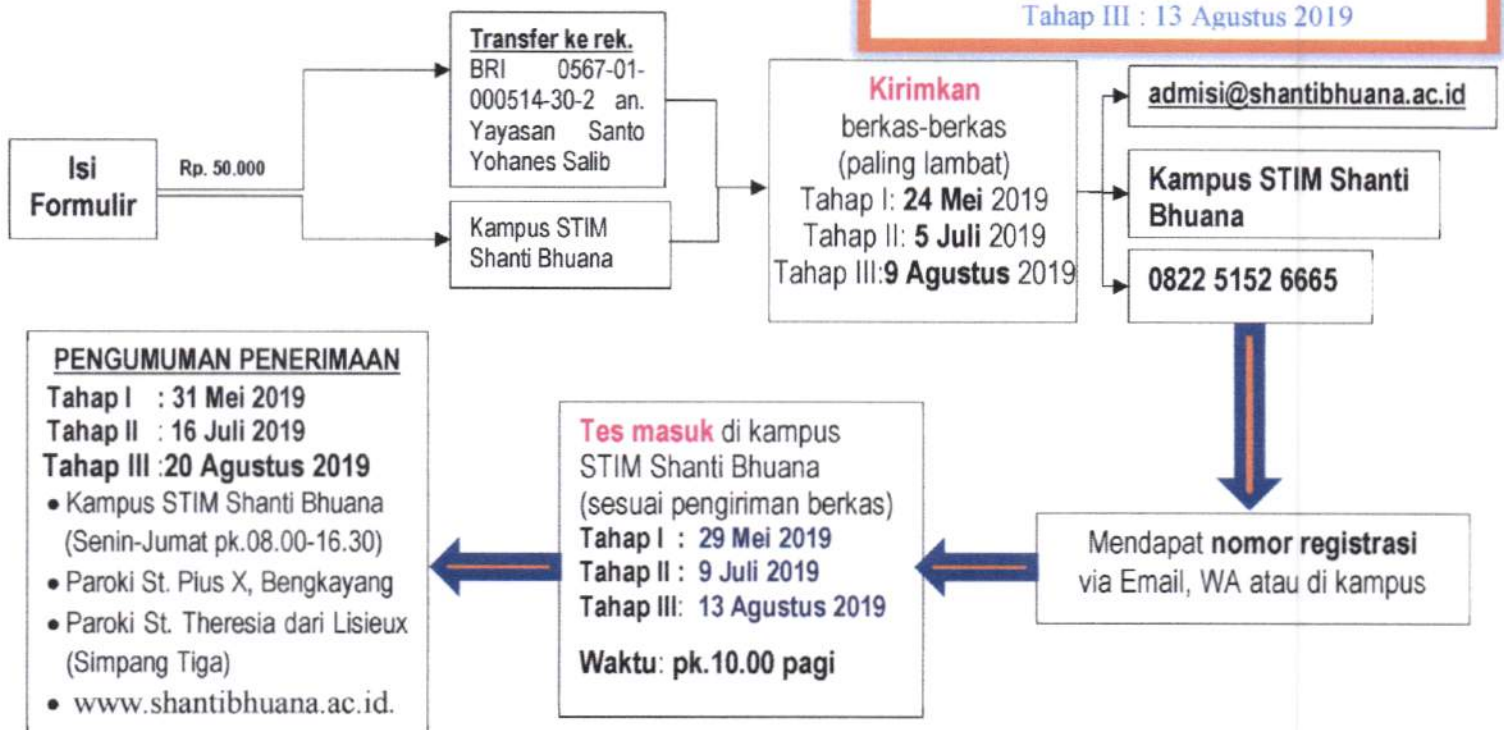 Tahap III : 13 Agustus 2019
Isi
Formulir
Rp. 50.000
Transfer ke rek.
BRI 0567-01-
000514-30-2 an.
Yayasan Santo
Yohanes Salib
Kampus STIM
Shanti Bhuana
Kirimkan
berkas-berkas
(paling lambat)
Tahap I: 24 Mei 2019
Tahap II: 5 Juli 2019
Tahap III:9 Agustus 2019
admisi@shantibhuana.ac.id
Kampus STIM Shanti
Bhuana
0822 5152 6665
Mendapat nomor registrasi
via Email, WA atau di kampus
Tes masuk di kampus
STIM Shanti Bhuana
(sesuai pengiriman berkas)
Tahap I : 29 Mei 2019
Tahap II : 9 Juli 2019
Tahap III: 13 Agustus 2019
Waktu: pk.10.00 pagi
PENGUMUMAN PENERIMAAN
Tahap I : 31 Mei 2019
Tahap II : 16 Juli 2019
Tahap III :20 Agustus 2019
• Kampus STIM Shanti Bhuana
(Senin-Jumat pk.08.00-16.30)
• Paroki St. Pius X, Bengkayang
• Paroki St. Theresia dari Lisieux
(Simpang Tiga)
• www.shantibhuana.ac.id.